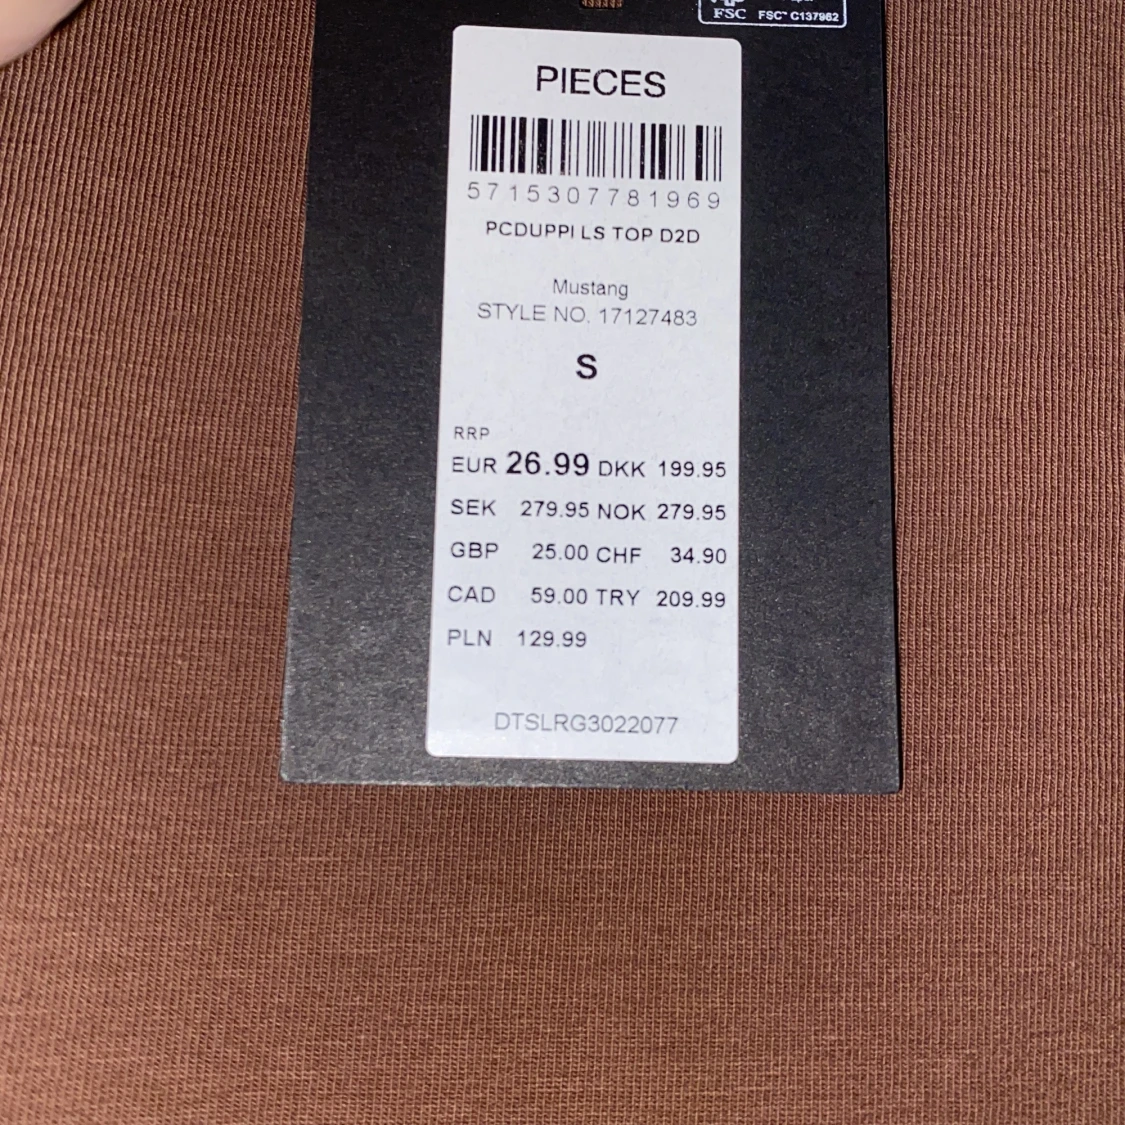 FSC FSC™ C137962
PIECES
5715307781969
PCDUPPI LS TOP D2D
Mustang
STYLE NO. 17127483
S
RRP
EUR 26.99 DKK 199.95
SEK 279.95 NOK 279.95
GBP 25.00 CHF 34.90
CAD 59.00 TRY 209.99
PLN 129.99
DTSLRG3022077